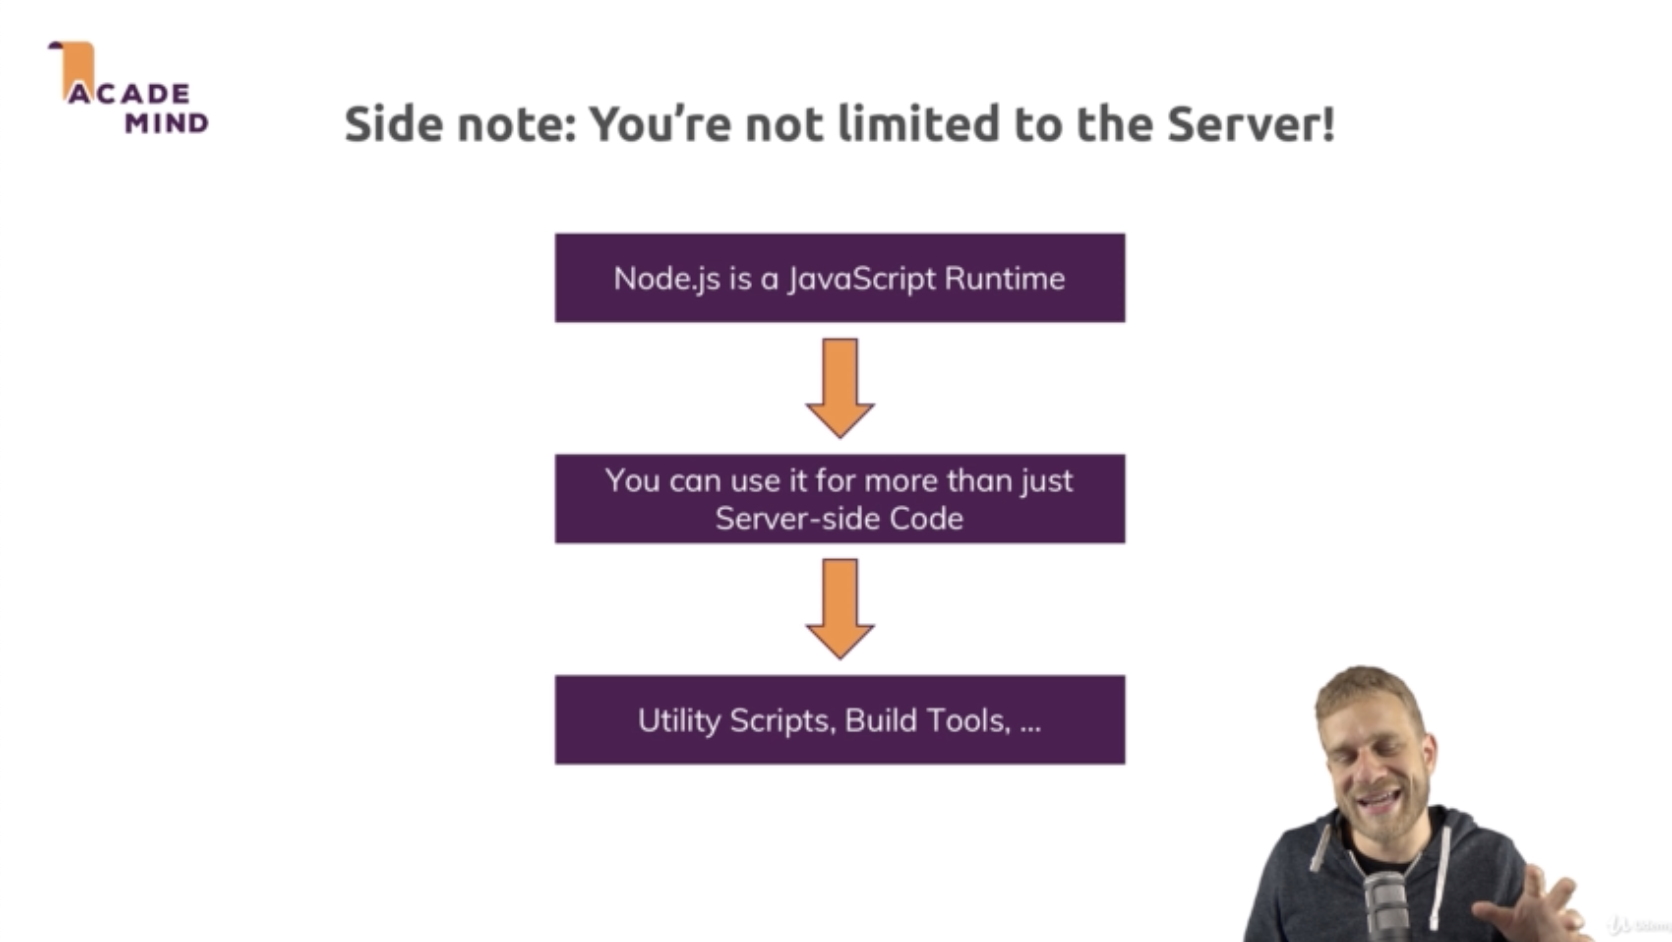 ACADE
MIND
Side note: You’re not limited to the Server!
Node.js is a JavaScript Runtime
You can use it for more than just
Server-side Code
Utility Scripts, Build Tools, ...
Udemy